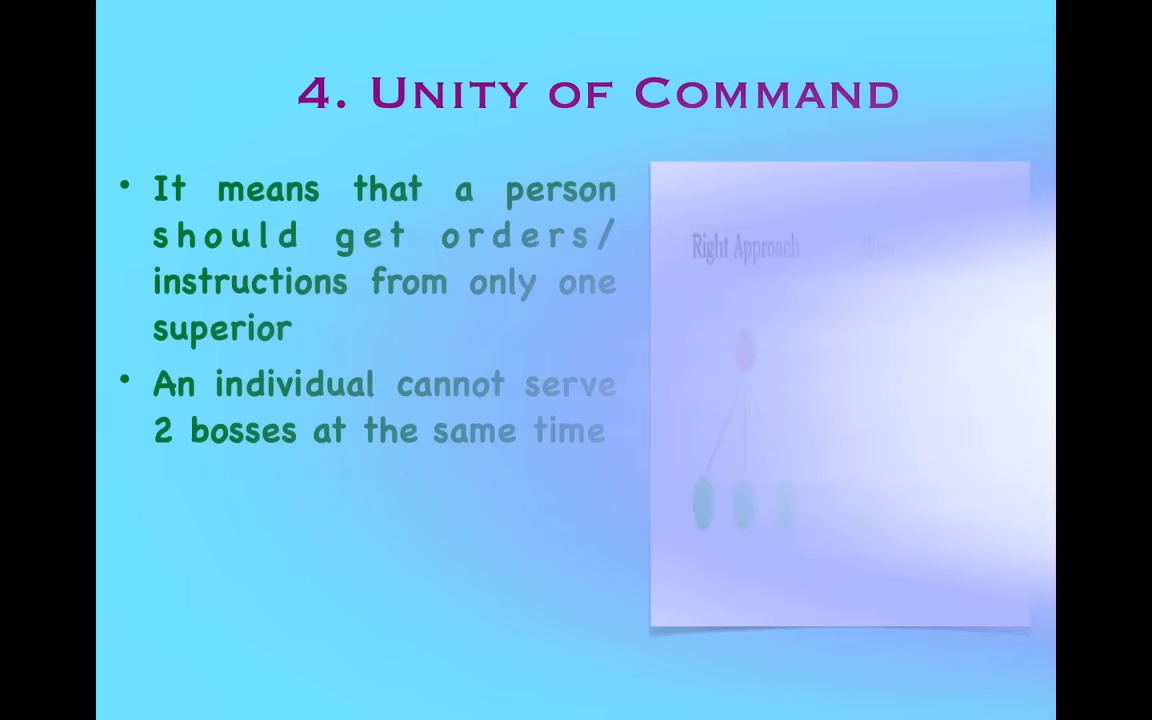 4. Unity of Command
• It means that a person
should get orders/
instructions from only one
superior
• An individual cannot serve
2 bosses at the same time
Right Approach